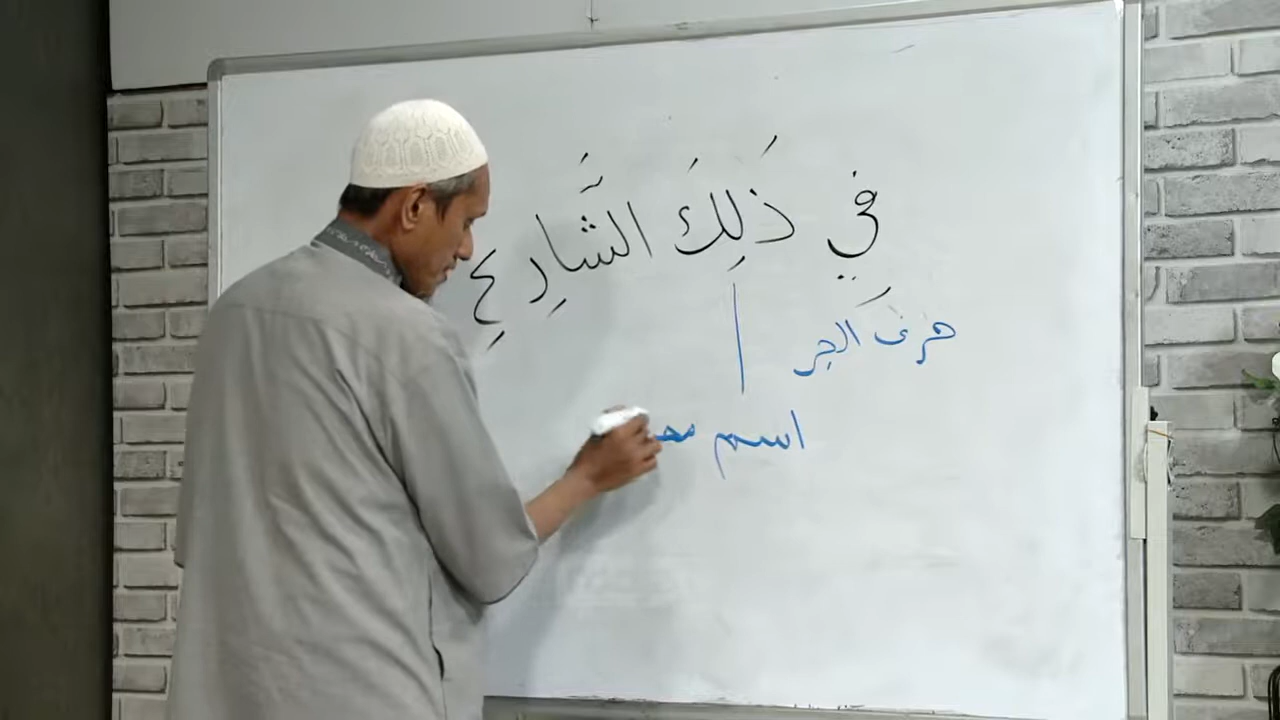 فِي ذَلِكَ الشَّارِعِ
حرف الجر
اسم